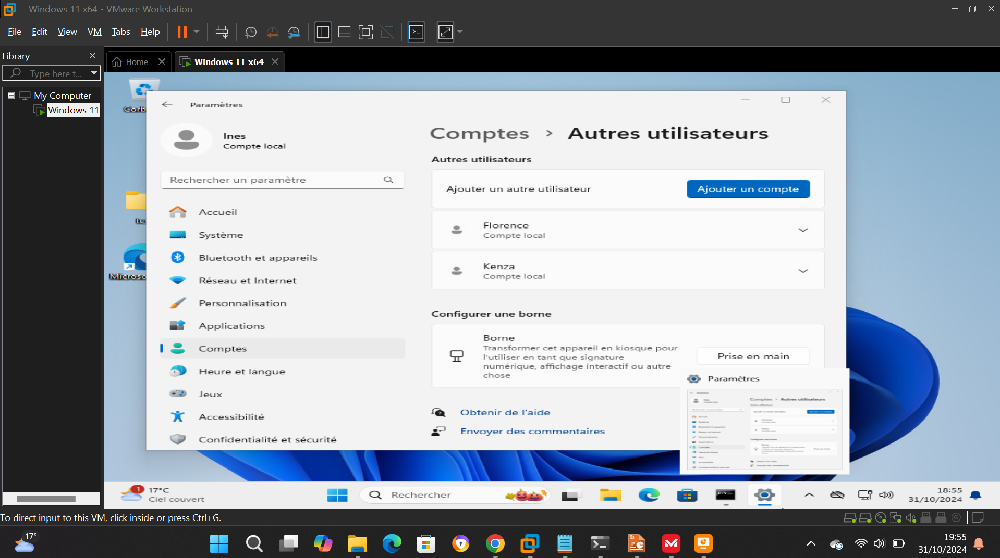 Windows 11 x64 - VMware Workstation
File Edit View VM Tabs Help
Library
Type here t...
My Computer
Windows 11
Home
Windows 11 x64
Corb
te
Microso
Paramètres
Ines
Compte local
Rechercher un paramètre
Accueil
Système
Bluetooth et appareils
Réseau et Internet
Personnalisation
Applications
Comptes
Heure et langue
Jeux
Accessibilité
Confidentialité et sécurité
Comptes > Autres utilisateurs
Autres utilisateurs
Ajouter un autre utilisateur
Ajouter un compte
Florence
Compte local
Kenza
Compte local
Configurer une borne
Borne
Transformer cet appareil en kiosque pour
l'utiliser en tant que signature
numérique, affichage interactif ou autre
chose
Prise en main
Obtenir de l'aide
Envoyer des commentaires
Paramètres
Comptes > Autres utilisateurs
1
17°C
Ciel couvert
Rechercher
18:55
31/10/2024
To direct input to this VM, click inside or press Ctrl+G.
17°
19:55
31/10/2024